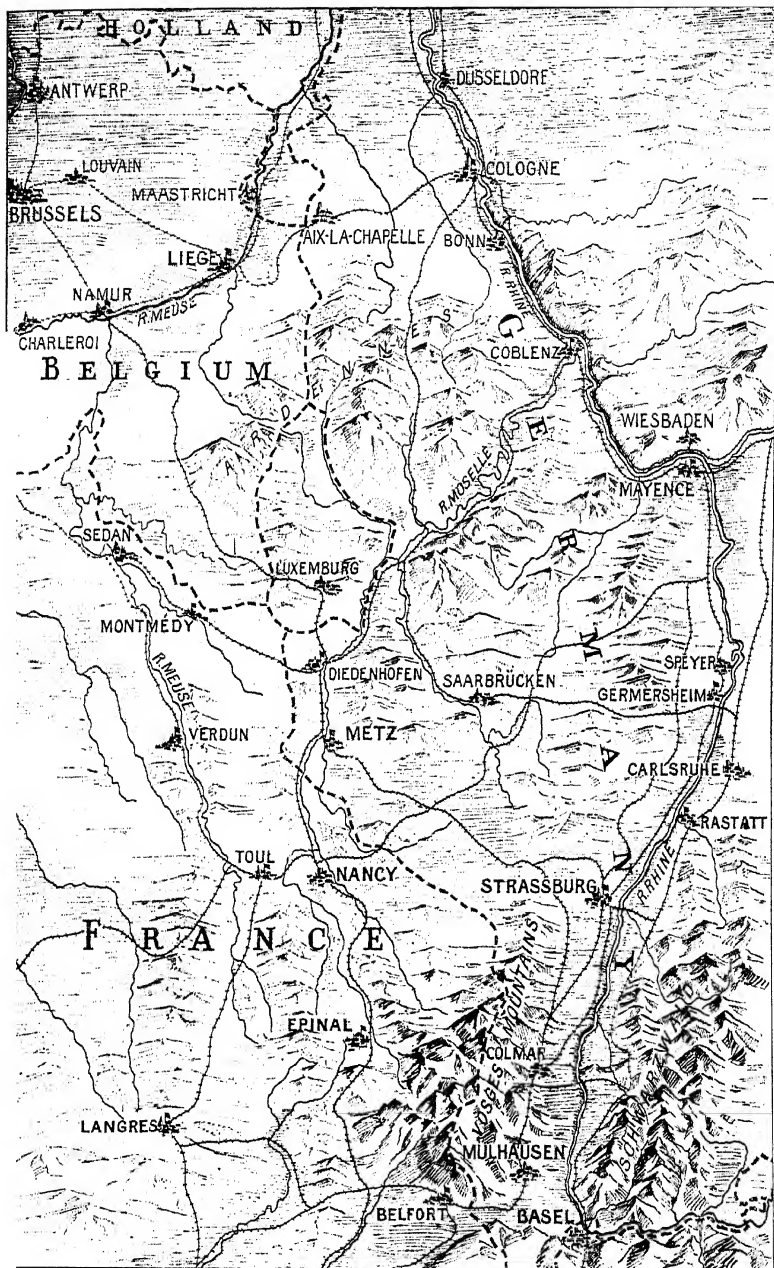 HOLLAND
DUSSELDORF
ANTWERP
LOUVAIN
COLOGNE
MAASTRICHT
BRUSSELS
AIX-LA-CHAPELLE
BONN
LIEGE
R. RHINE
NAMUR
R. MEUSE
CHARLEROI
COBLENZ
BELGIUM
ARDENNES
GERMANY
WIESBADEN
R. MOSELLE
MAYENCE
SEDAN
LUXEMBURG
MONTMÉDY
R. MEUSE
DIEDENHOFEN
SAARBRÜCKEN
SPEYER
GERMERSHEIM
VERDUN
METZ
CARLSRUHE
RASTATT
TOUL
NANCY
STRASSBURG
R. RHINE
FRANCE
VOSGES MOUNTAINS
EPINAL
COLMAR
LANGRES
MULHAUSEN
BELFORT
BASEL